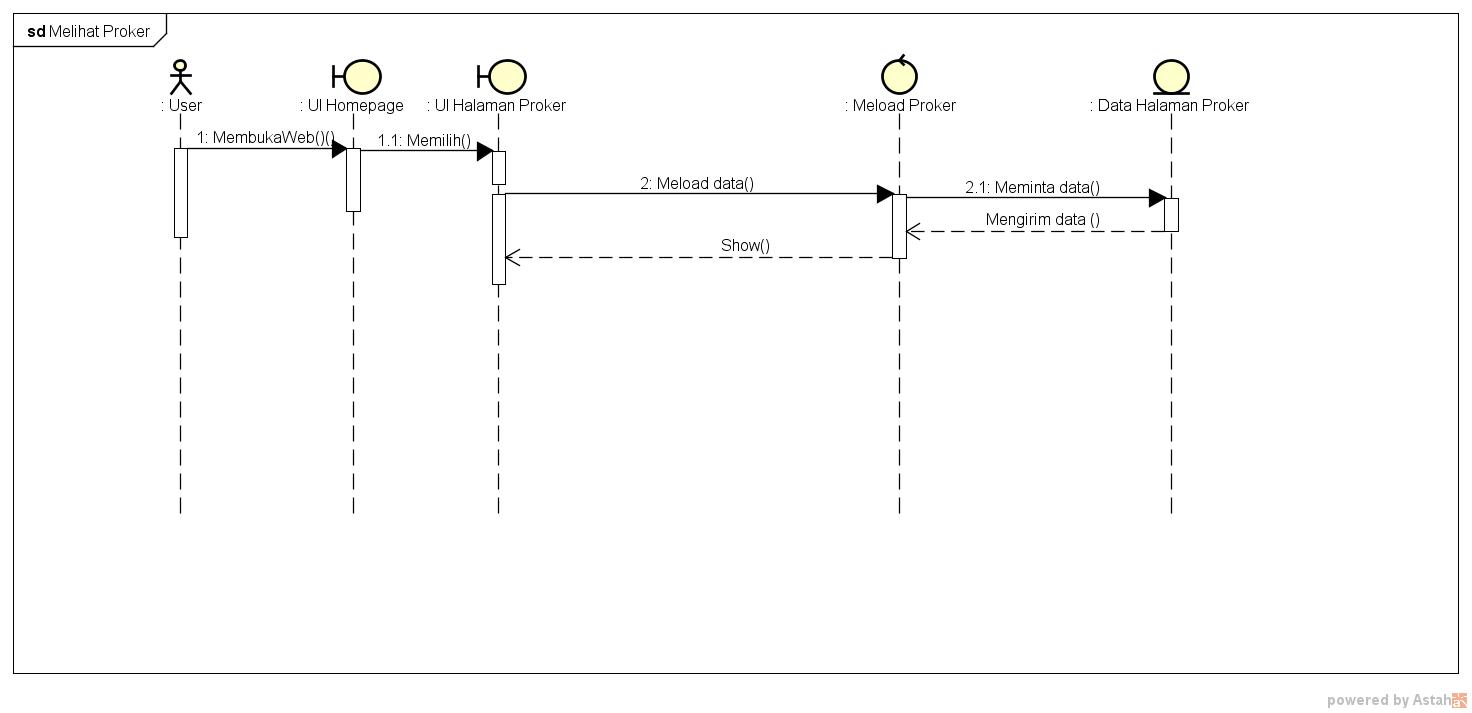 sd Melihat Proker
: User
: UI Homepage
: UI Halaman Proker
: Meload Proker
: Data Halaman Proker
1: MembukaWeb()()
1.1: Memilih()
2: Meload data()
2.1: Meminta data()
Mengirim data ()
Show()
powered by Astah